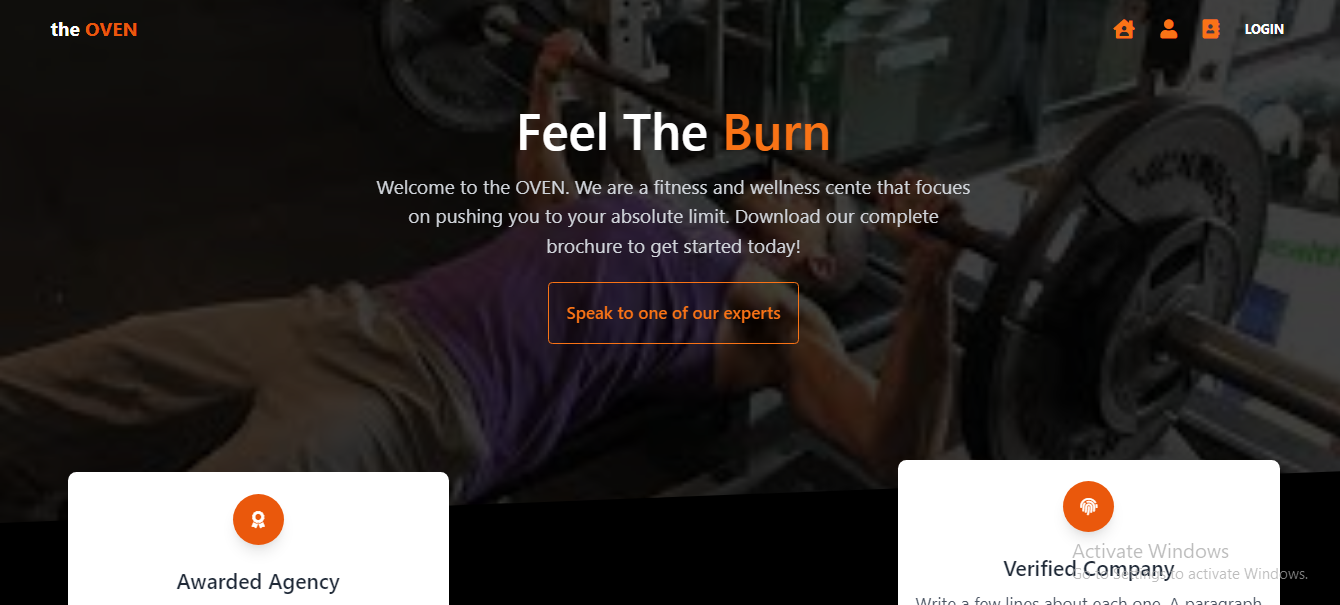 the OVEN
LOGIN
Feel The Burn
Welcome to the OVEN. We are a fitness and wellness cente that focues
on pushing you to your absolute limit. Download our complete
brochure to get started today!
Speak to one of our experts
Awarded Agency
Verified Company
Write a few lines about each one. A paragraph
Activate Windows
Go to Settings to activate Windows.